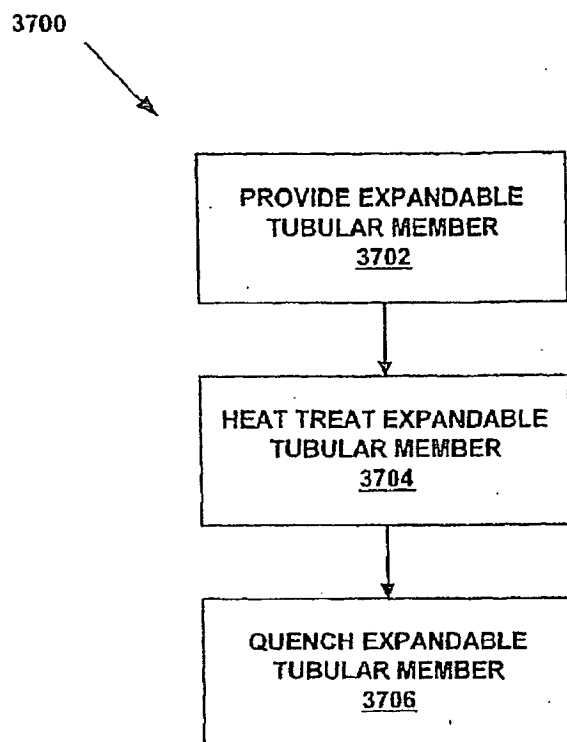 3700
PROVIDE EXPANDABLE
TUBULAR MEMBER
3702
HEAT TREAT EXPANDABLE
TUBULAR MEMBER
3704
QUENCH EXPANDABLE
TUBULAR MEMBER
3706